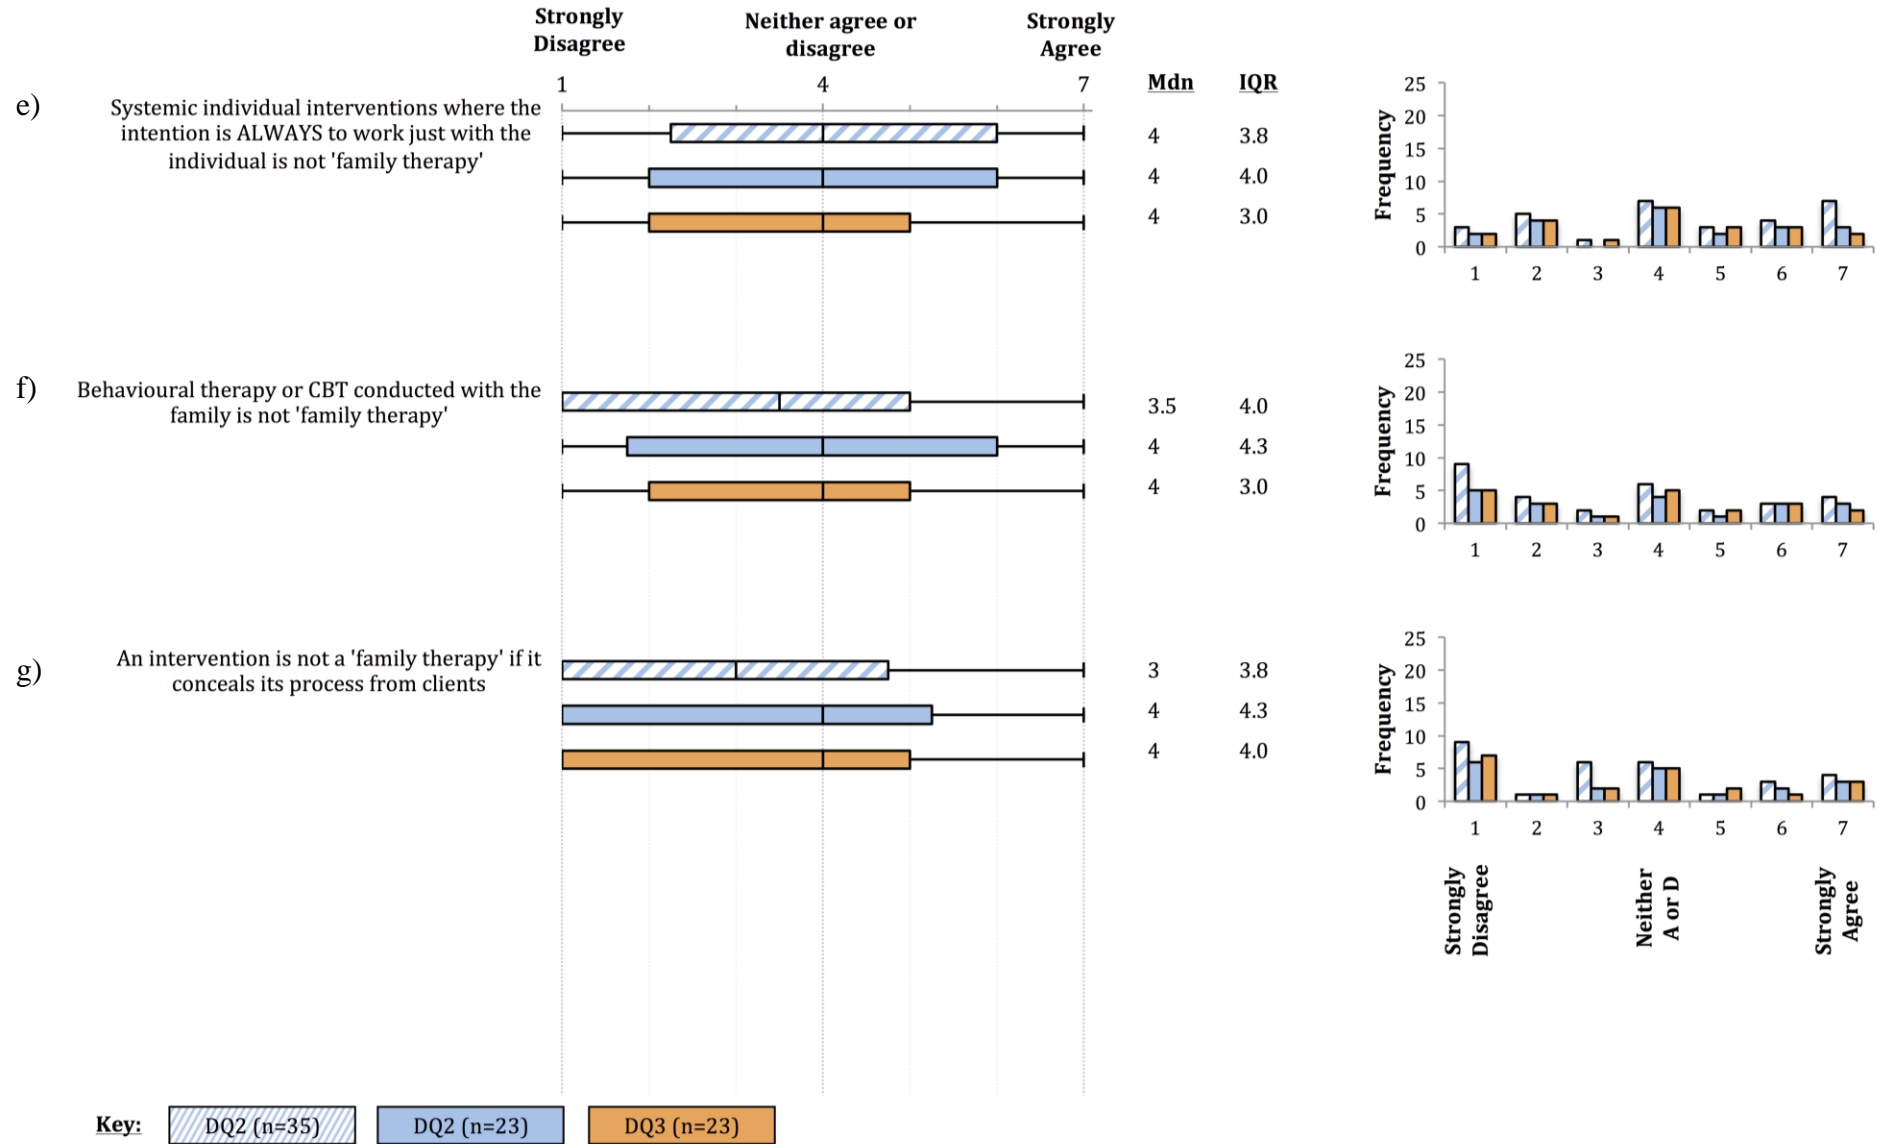 Strongly Disagree
Neither agree or disagree
Strongly Agree
1 4 7
Mdn IQR
e)
Systemic individual interventions where the
intention is ALWAYS to work just with the
individual is not 'family therapy'
4 3.8
4 4.0
4 3.0
Frequency
25
20
15
10
5
0
1 2 3 4 5 6 7
f)
Behavioural therapy or CBT conducted with the
family is not 'family therapy'
3.5 4.0
4 4.3
4 3.0
Frequency
25
20
15
10
5
0
1 2 3 4 5 6 7
g)
An intervention is not a 'family therapy' if it
conceals its process from clients
3 3.8
4 4.3
4 4.0
Frequency
25
20
15
10
5
0
1 2 3 4 5 6 7
Strongly
Disagree
Neither
A or D
Strongly
Agree
Key: DQ2 (n=35) DQ2 (n=23) DQ3 (n=23)